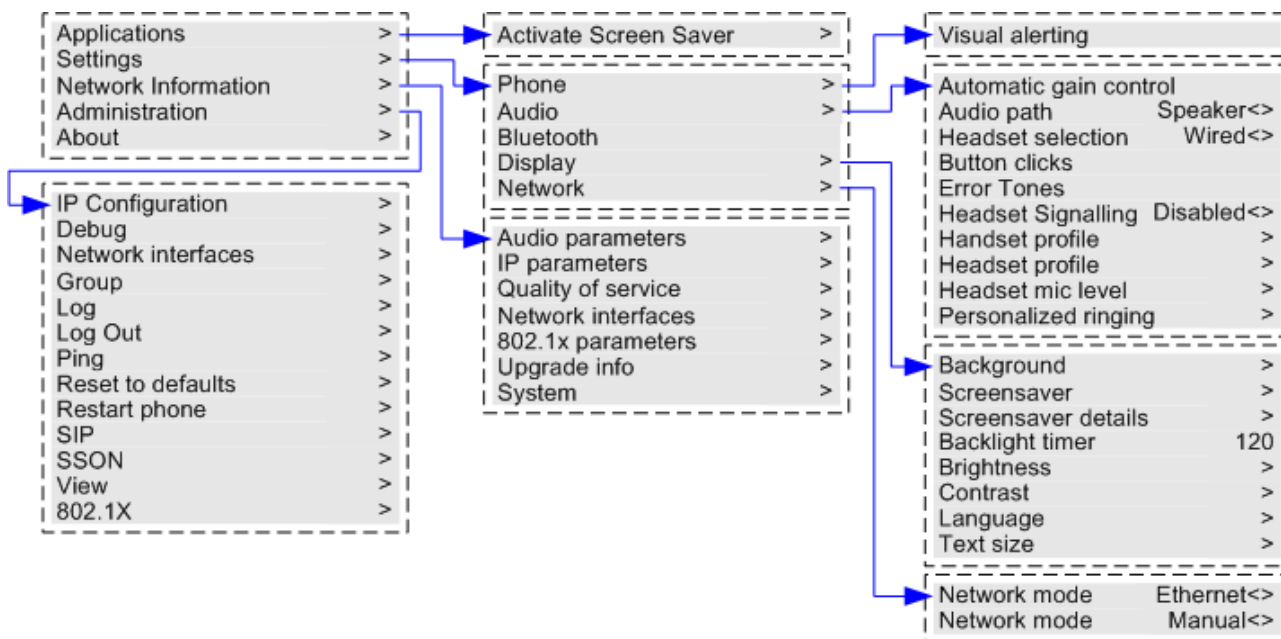 Applications >
Settings >
Network Information >
Administration >
About >
IP Configuration >
Debug >
Network interfaces >
Group >
Log >
Log Out >
Ping >
Reset to defaults >
Restart phone >
SIP >
SSON >
View >
802.1X >
Activate Screen Saver >
Phone >
Audio >
Bluetooth
Display >
Network >
Audio parameters >
IP parameters >
Quality of service >
Network interfaces >
802.1x parameters >
Upgrade info >
System >
Visual alerting
Automatic gain control
Audio path Speaker<>
Headset selection Wired<>
Button clicks
Error Tones
Headset Signalling Disabled<>
Handset profile >
Headset profile >
Headset mic level >
Personalized ringing >
Background >
Screensaver >
Screensaver details >
Backlight timer 120
Brightness >
Contrast >
Language >
Text size >
Network mode Ethernet<>
Network mode Manual<>